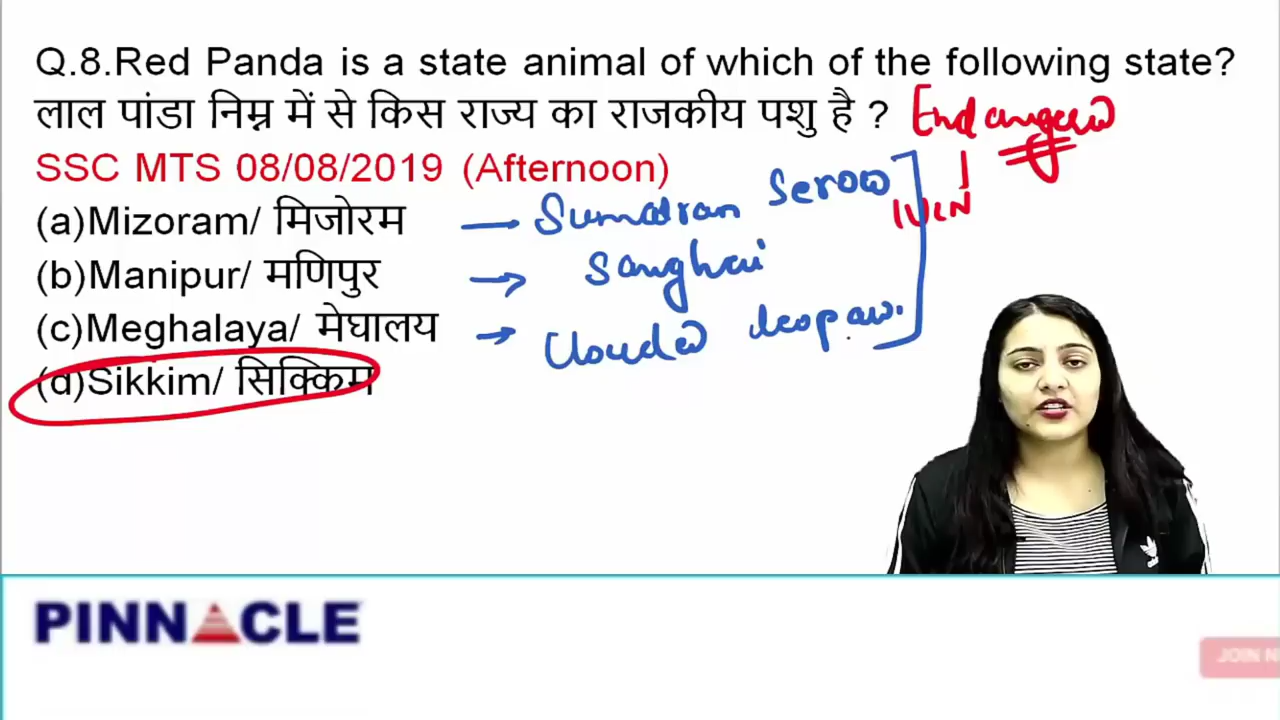 Q.8.Red Panda is a state animal of which of the following state?
लाल पांडा निम्न में से किस राज्य का राजकीय पशु है ? Endangered
SSC MTS 08/08/2019 (Afternoon)
(a)Mizoram/ मिजोरम → Sumatran Serow IUCN
(b)Manipur/ मणिपुर → Sanghai
(c)Meghalaya/ मेघालय → Clouded leopard.
(d)Sikkim/ सिक्किम
PINNACLE
JOIN N